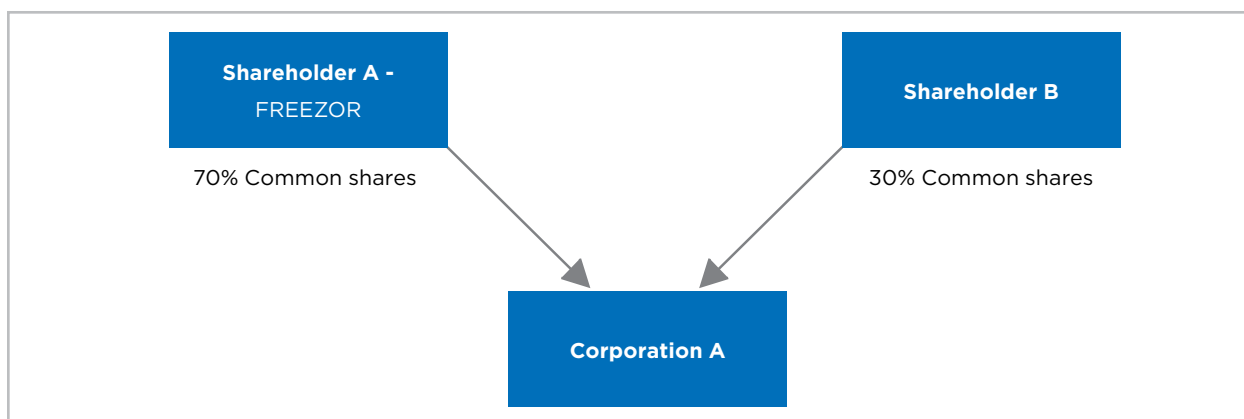 Shareholder A -
FREEZOR
Shareholder B
70% Common shares
30% Common shares
Corporation A